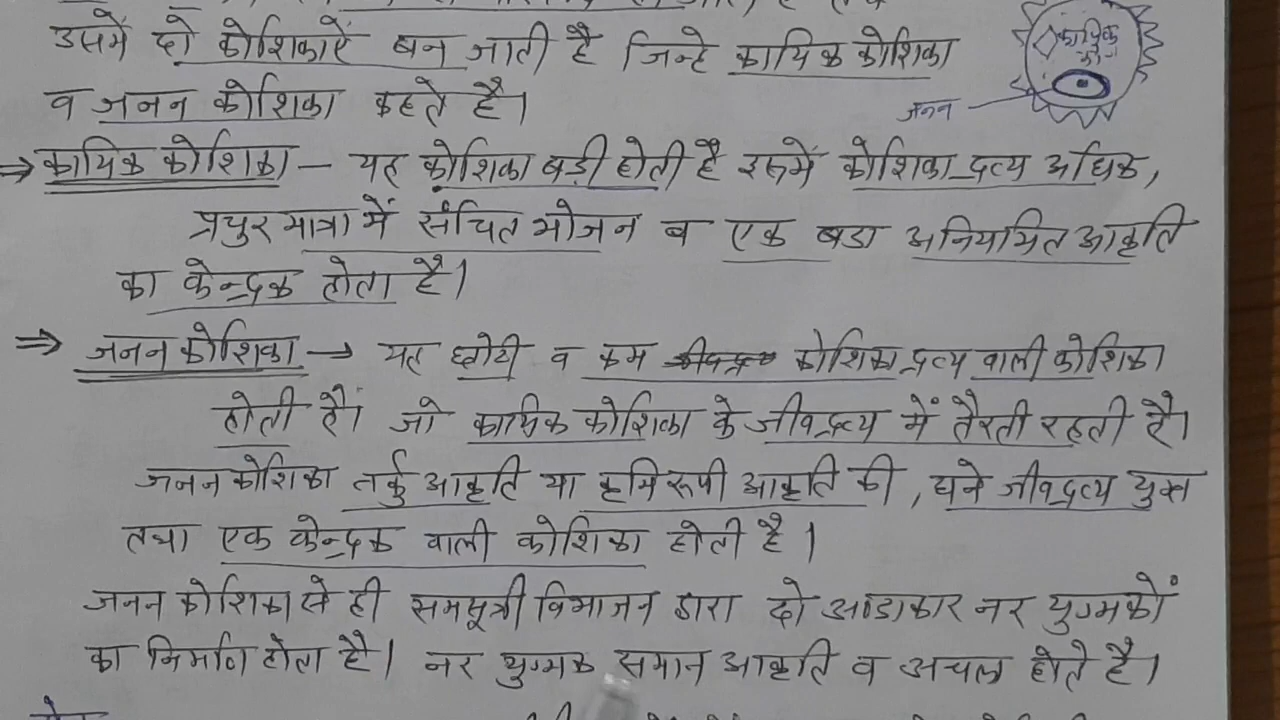 उसमें दो कोशिकाऐं बन जाती है जिन्हे कायिक कोशिका
व जनन कोशिका कहते है।
कायिक
जनन
⇒ कायिक कोशिका – यह कोशिका बड़ी होती है इसमें कोशिका द्रव्य अधिक,
प्रचुर मात्रा में संचित भोजन व एक बडा अनियमित आकृति
का केन्द्रक होता है।
⇒ जनन कोशिका → यह छोटी व कम कोशिका द्रव्य वाली कोशिका
होती है। जो कायिक कोशिका के जीवद्रव्य में तैरती रहती है।
जनन कोशिका तर्कु आकृति या कृमि रूपी आकृति की, घने जीवद्रव्य युक्त
तथा एक केन्द्रक वाली कोशिका होती है।
जनन कोशिका से ही समसूत्री विभाजन द्वारा दो अण्डाकार नर युग्मकों
का निर्माण होता है। नर युग्मक समान आकृति व अचल होते है।